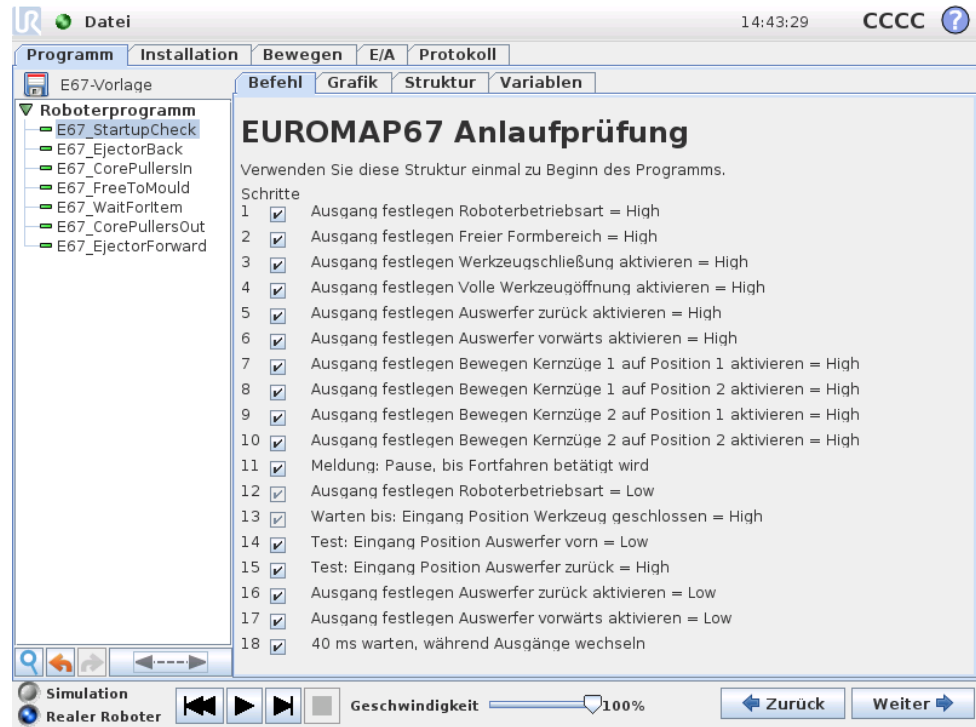 UR Datei 14:43:29 CCCC ?
Programm Installation Bewegen E/A Protokoll
E67-Vorlage
Befehl Grafik Struktur Variablen
Roboterprogramm
E67_StartupCheck
E67_EjectorBack
E67_CorePullersIn
E67_FreeToMould
E67_WaitForItem
E67_CorePullersOut
E67_EjectorForward
EUROMAP67 Anlaufprüfung
Verwenden Sie diese Struktur einmal zu Beginn des Programms.
Schritte
1 Ausgang festlegen Roboterbetriebsart = High
2 Ausgang festlegen Freier Formbereich = High
3 Ausgang festlegen Werkzeugschließung aktivieren = High
4 Ausgang festlegen Volle Werkzeugöffnung aktivieren = High
5 Ausgang festlegen Auswerfer zurück aktivieren = High
6 Ausgang festlegen Auswerfer vorwärts aktivieren = High
7 Ausgang festlegen Bewegen Kernzüge 1 auf Position 1 aktivieren = High
8 Ausgang festlegen Bewegen Kernzüge 1 auf Position 2 aktivieren = High
9 Ausgang festlegen Bewegen Kernzüge 2 auf Position 1 aktivieren = High
10 Ausgang festlegen Bewegen Kernzüge 2 auf Position 2 aktivieren = High
11 Meldung: Pause, bis Fortfahren betätigt wird
12 Ausgang festlegen Roboterbetriebsart = Low
13 Warten bis: Eingang Position Werkzeug geschlossen = High
14 Test: Eingang Position Auswerfer vorn = Low
15 Test: Eingang Position Auswerfer zurück = High
16 Ausgang festlegen Auswerfer zurück aktivieren = Low
17 Ausgang festlegen Auswerfer vorwärts aktivieren = Low
18 40 ms warten, während Ausgänge wechseln
Simulation
Realer Roboter
Geschwindigkeit 100%
Zurück Weiter